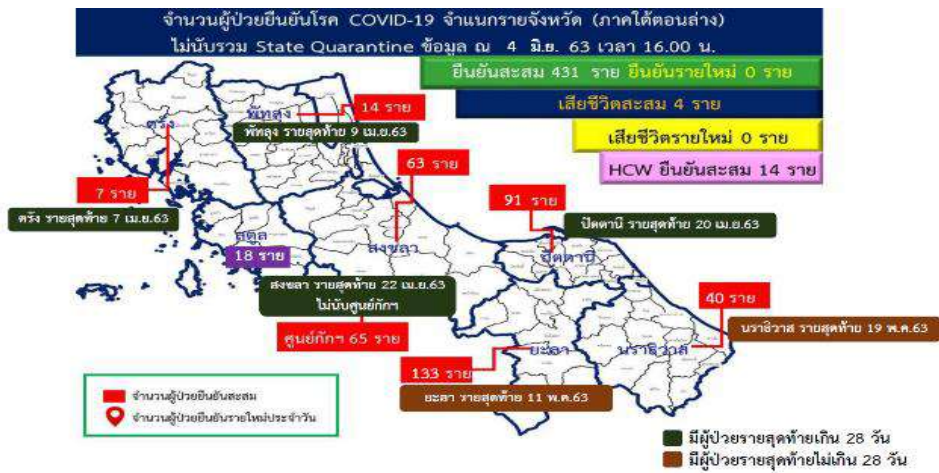 จำนวนผู้ป่วยยืนยันโรค COVID-19 จำแนกรายจังหวัด (ภาคใต้ตอนล่าง)
ไม่นับรวม State Quarantine ข้อมูล ณ 4 มิ.ย. 63 เวลา 16.00 น.
ยืนยันสะสม 431 ราย ยืนยันรายใหม่ 0 ราย
เสียชีวิตสะสม 4 ราย
เสียชีวิตรายใหม่ 0 ราย
HCW ยืนยันสะสม 14 ราย
พัทลุง
14 ราย
พัทลุง รายสุดท้าย 9 เม.ย.63
ตรัง
7 ราย
ตรัง รายสุดท้าย 7 เม.ย.63
63 ราย
สงขลา
สงขลา รายสุดท้าย 22 เม.ย.63
ไม่นับศูนย์กักฯ
ศูนย์กักฯ 65 ราย
สตูล
18 ราย
91 ราย
ปัตตานี รายสุดท้าย 20 เม.ย.63
ปัตตานี
40 ราย
นราธิวาส รายสุดท้าย 19 พ.ค.63
นราธิวาส
ยะลา
133 ราย
ยะลา รายสุดท้าย 11 พ.ค.63
จำนวนผู้ป่วยยืนยันสะสม
จำนวนผู้ป่วยยืนยันรายใหม่ประจำวัน
มีผู้ป่วยรายสุดท้ายเกิน 28 วัน
มีผู้ป่วยรายสุดท้ายไม่เกิน 28 วัน